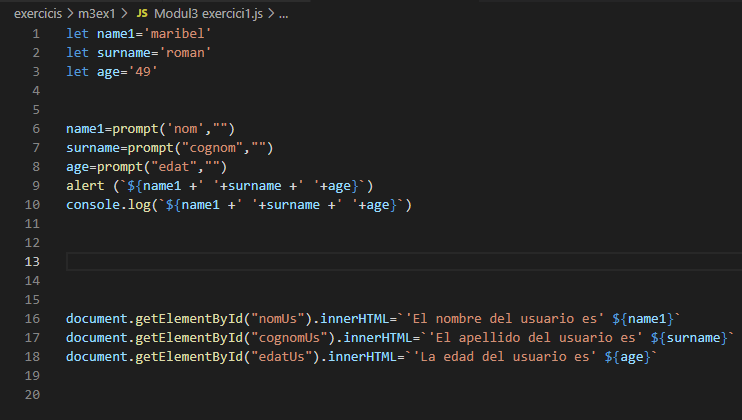 exercicis > m3ex1 > JS Modul3 exercici1.js > ...
1 let name1='maribel'
2 let surname='roman'
3 let age='49'
4
5
6 name1=prompt('nom',"")
7 surname=prompt("cognom","")
8 age=prompt("edat","")
9 alert (`${name1 +' '+surname +' '+age}`)
10 console.log(`${name1 +' '+surname +' '+age}`)
11
12
13
14
15
16 document.getElementById("nomUs").innerHTML=`'El nombre del usuario es' ${name1}`
17 document.getElementById("cognomUs").innerHTML=`'El apellido del usuario es' ${surname}`
18 document.getElementById("edatUs").innerHTML=`'La edad del usuario es' ${age}`
19
20